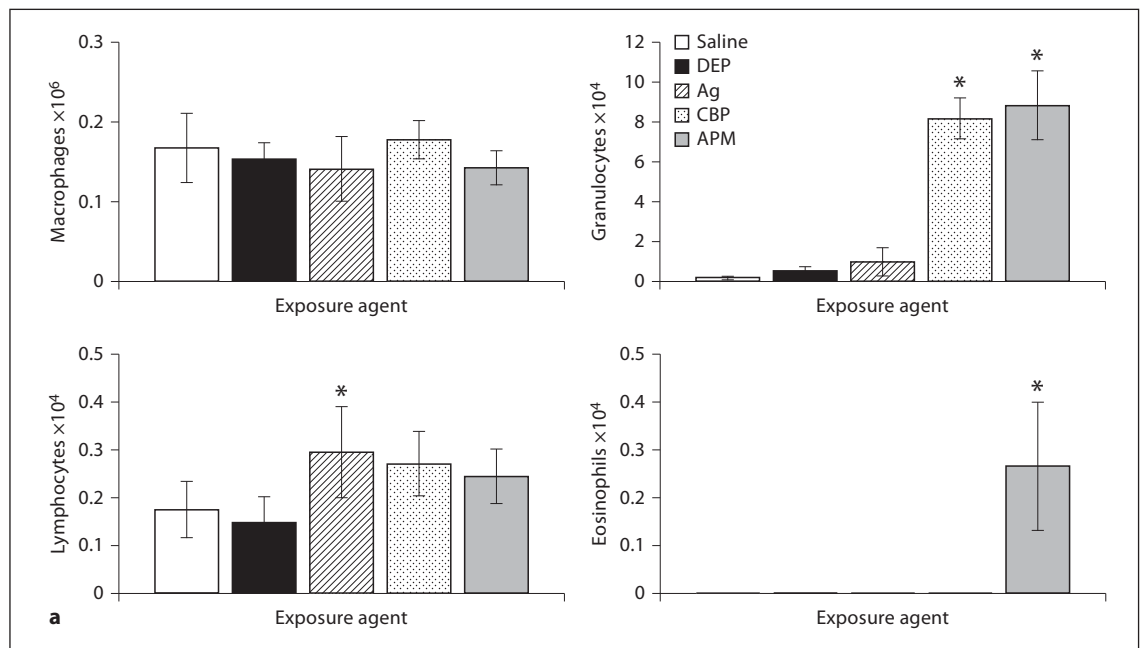 0.3
0.2
0.1
0
Macrophages ×10⁶
Exposure agent
12
10
8
6
4
2
0
Granulocytes ×10⁴
Saline
DEP
Ag
CBP
APM
*
*
Exposure agent
0.5
0.4
0.3
0.2
0.1
0
Lymphocytes ×10⁴
*
Exposure agent
0.5
0.4
0.3
0.2
0.1
0
Eosinophils ×10⁴
*
Exposure agent
a